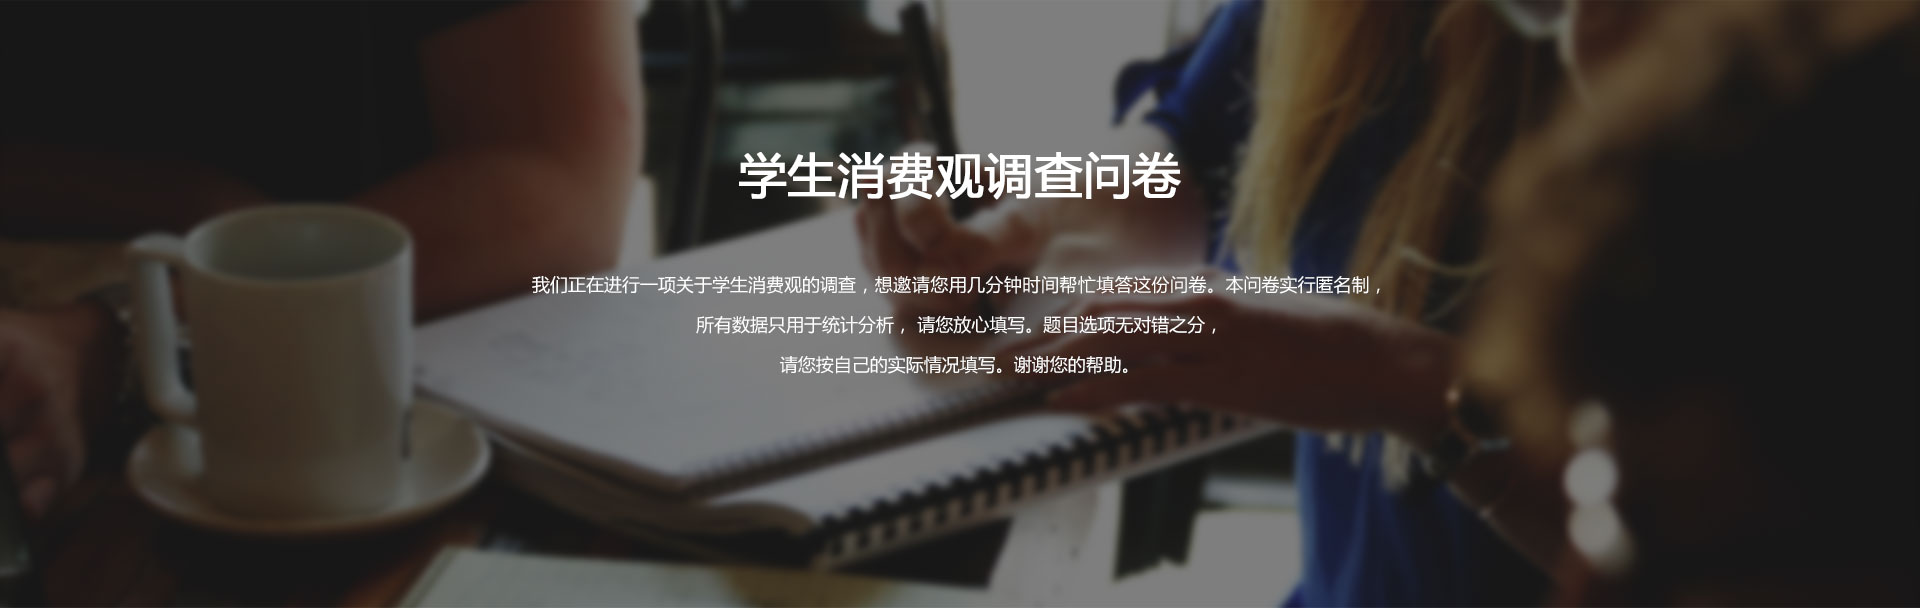 学生消费观调查问卷
我们正在进行一项关于学生消费观的调查，想邀请您用几分钟时间帮忙填答这份问卷。本问卷实行匿名制，
所有数据只用于统计分析， 请您放心填写。题目选项无对错之分，
请您按自己的实际情况填写。谢谢您的帮助。